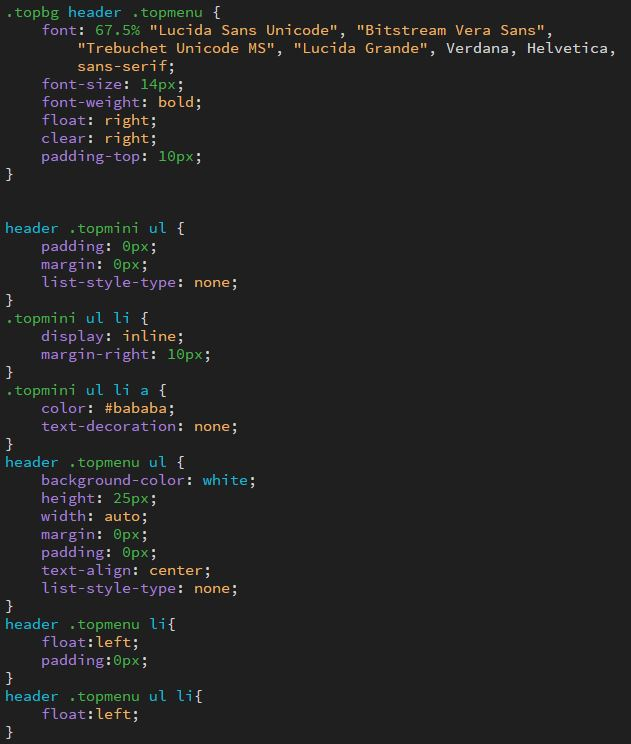 .topbg header .topmenu {
    font: 67.5% "Lucida Sans Unicode", "Bitstream Vera Sans",
        "Trebuchet Unicode MS", "Lucida Grande", Verdana, Helvetica,
        sans-serif;
    font-size: 14px;
    font-weight: bold;
    float: right;
    clear: right;
    padding-top: 10px;
}


header .topmini ul {
    padding: 0px;
    margin: 0px;
    list-style-type: none;
}
.topmini ul li {
    display: inline;
    margin-right: 10px;
}
.topmini ul li a {
    color: #bababa;
    text-decoration: none;
}
header .topmenu ul {
    background-color: white;
    height: 25px;
    width: auto;
    margin: 0px;
    padding: 0px;
    text-align: center;
    list-style-type: none;
}
header .topmenu li{
    float:left;
    padding:0px;
}
header .topmenu ul li{
    float:left;
}